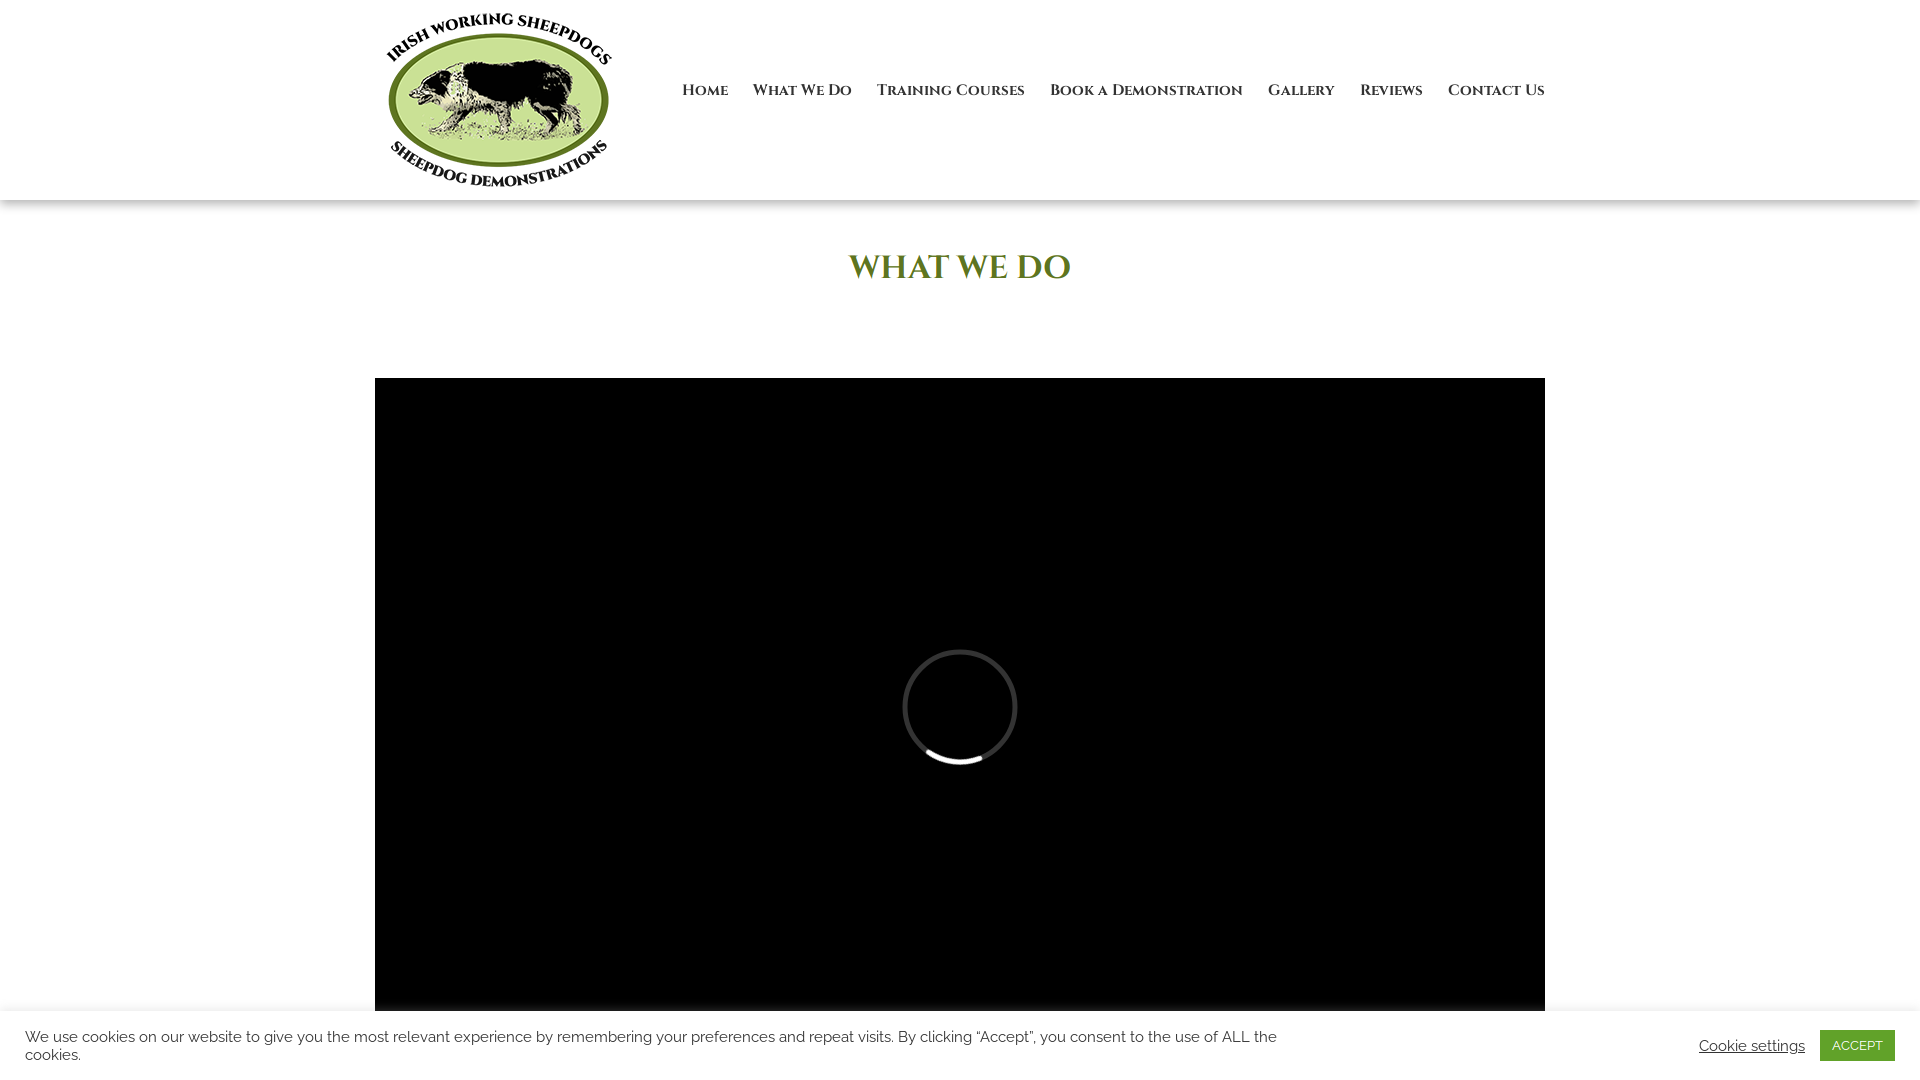 IRISH WORKING SHEEPDOGS
SHEEPDOG DEMONSTRATIONS
Home What We Do Training Courses Book a Demonstration Gallery Reviews Contact Us
WHAT WE DO
We use cookies on our website to give you the most relevant experience by remembering your preferences and repeat visits. By clicking “Accept”, you consent to the use of ALL the
cookies.
Cookie settings ACCEPT